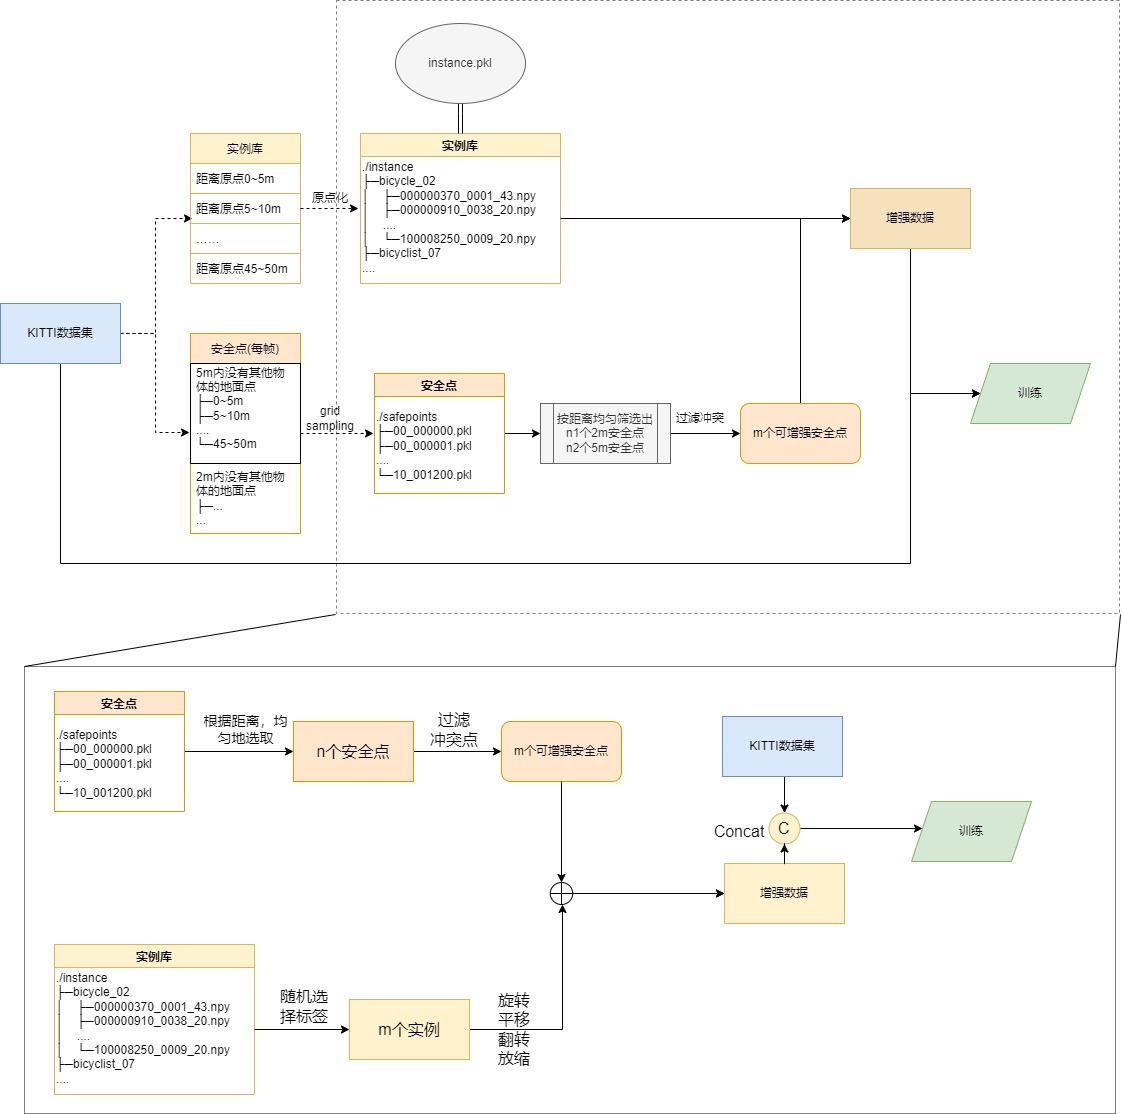 instance.pkl
实例库
距离原点0~5m
距离原点5~10m
……
距离原点45~50m
原点化
实例库
./instance
├─bicycle_02
│ ├─000000370_0001_43.npy
│ ├─000000910_0038_20.npy
│ ....
│ └─100008250_0009_20.npy
├─bicyclist_07
....
增强数据
KITTI数据集
安全点(每帧)
5m内没有其他物
体的地面点
├─0~5m
├─5~10m
....
└─45~50m
2m内没有其他物
体的地面点
├─...
...
grid
sampling
安全点
./safepoints
├─00_000000.pkl
├─00_000001.pkl
....
└─10_001200.pkl
按距离均匀筛选出
n1个2m安全点
n2个5m安全点
过滤冲突
m个可增强安全点
训练
安全点
./safepoints
├─00_000000.pkl
├─00_000001.pkl
....
└─10_001200.pkl
根据距离，均
匀地选取
n个安全点
过滤
冲突点
m个可增强安全点
KITTI数据集
Concat
C
训练
增强数据
实例库
./instance
├─bicycle_02
│ ├─000000370_0001_43.npy
│ ├─000000910_0038_20.npy
│ ....
│ └─100008250_0009_20.npy
├─bicyclist_07
....
随机选
择标签
m个实例
旋转
平移
翻转
放缩